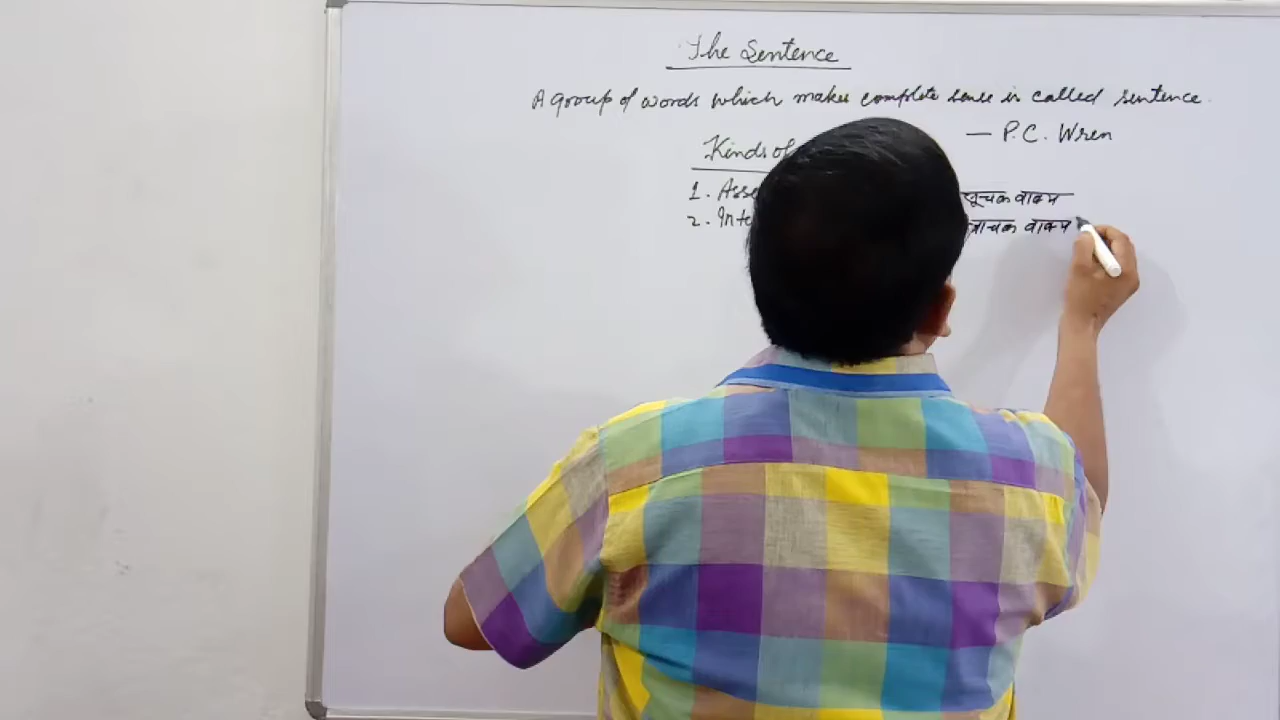 The Sentence
A group of words which makes complete sense is called sentence.
— P.C. Wren
Kinds of
1. Asse
2. Inte
सूचक वाक्य
वाचक वाक्य